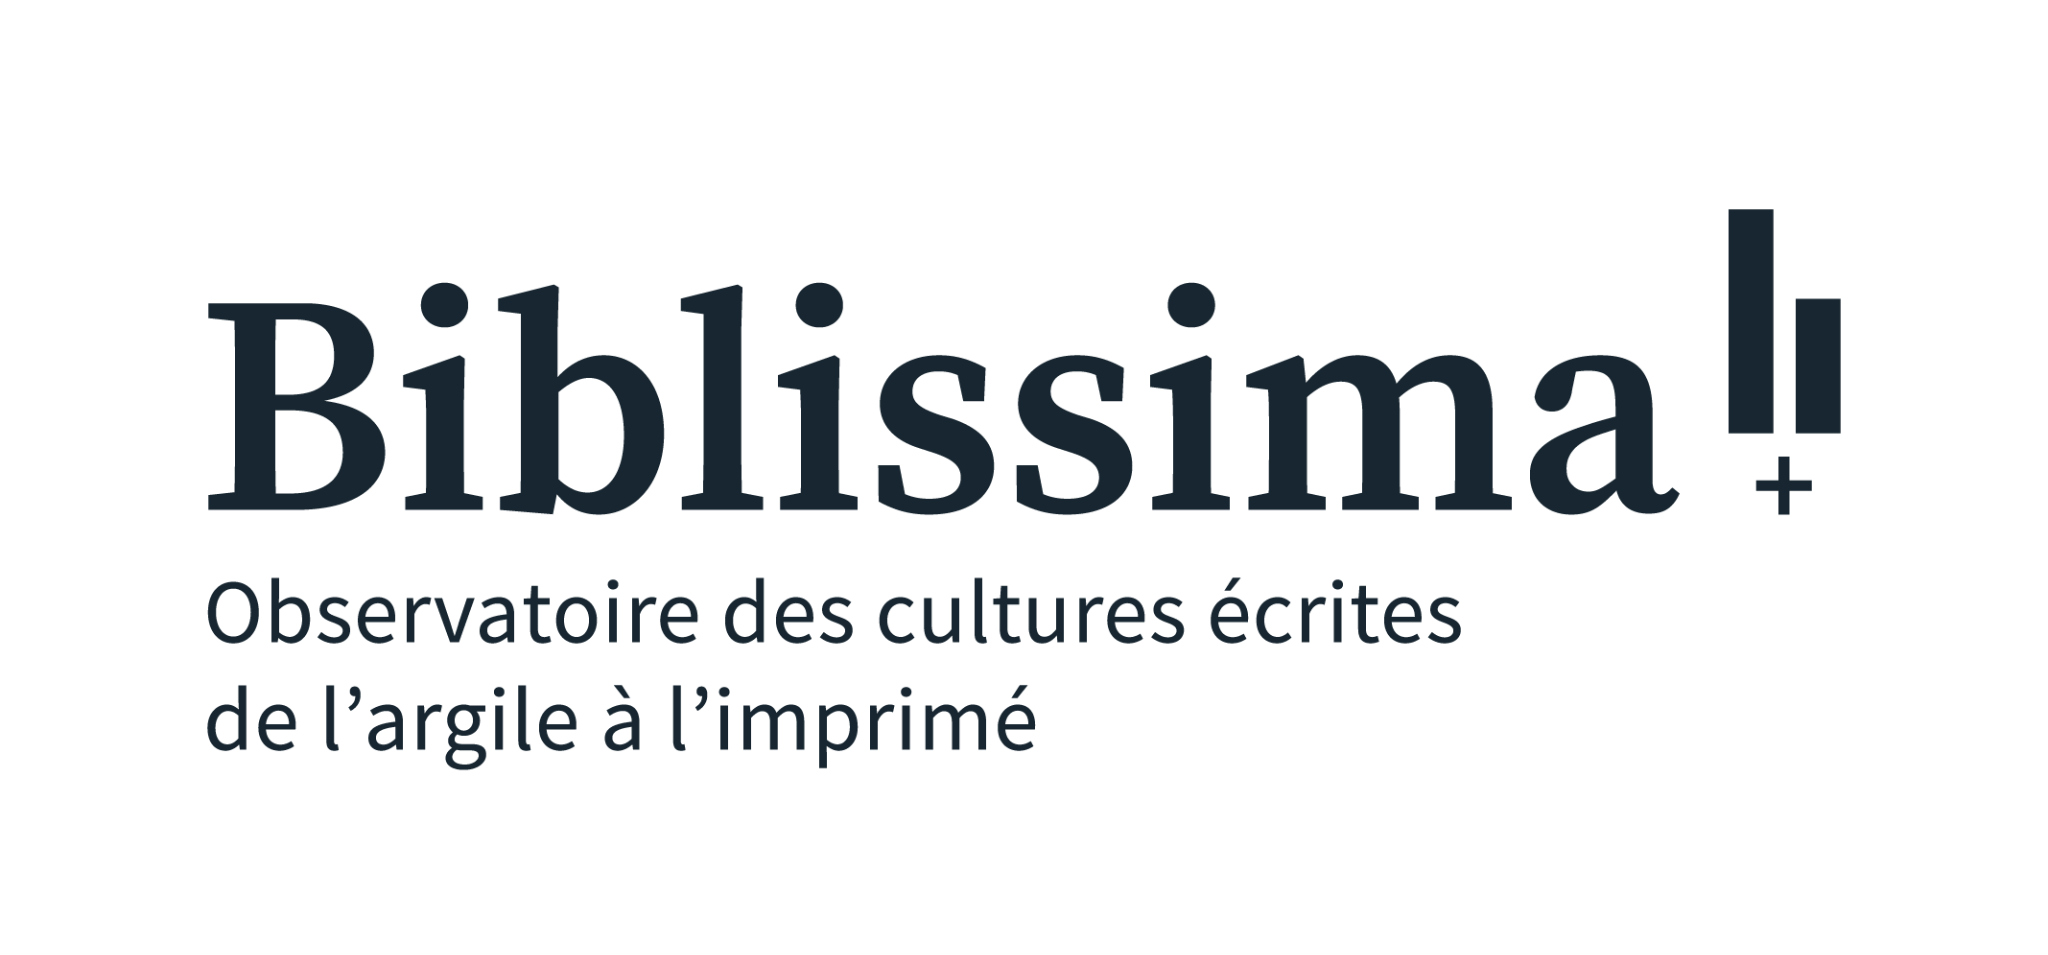 Biblissima+
Observatoire des cultures écrites
de l’argile à l’imprimé